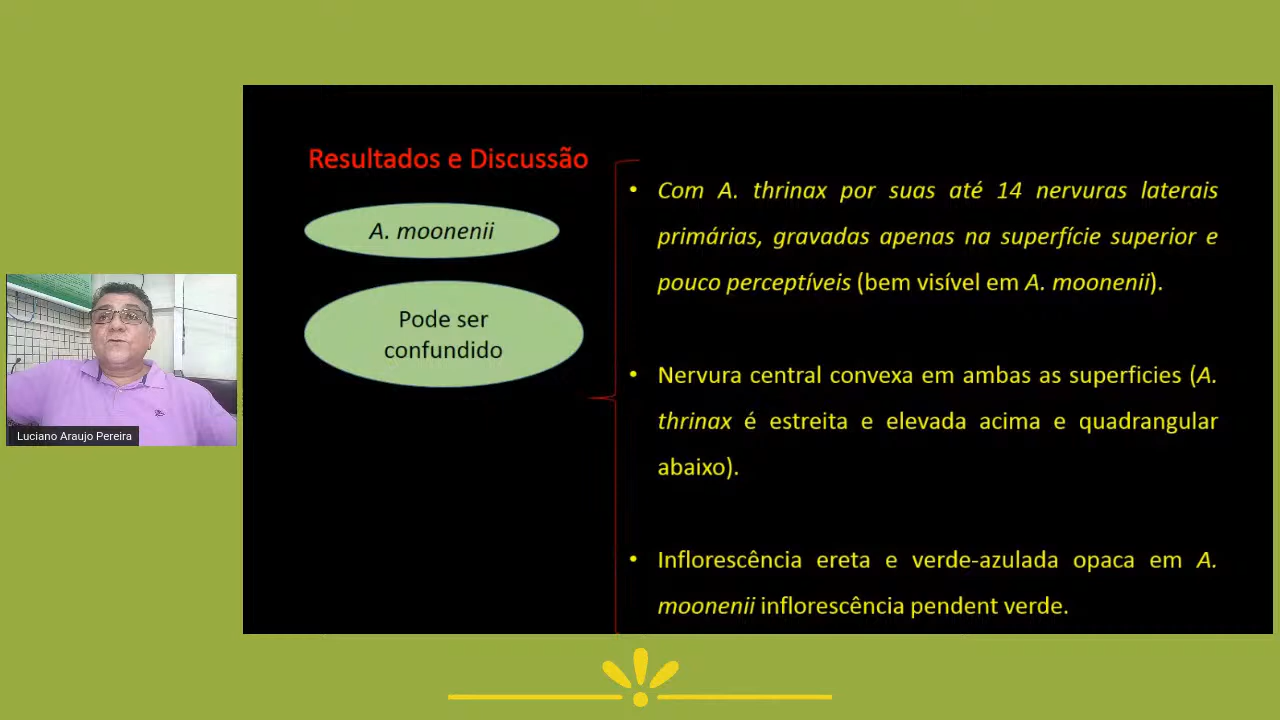 Resultados e Discussão
A. moonenii
Pode ser
confundido
• Com A. thrinax por suas até 14 nervuras laterais
primárias, gravadas apenas na superfície superior e
pouco perceptíveis (bem visível em A. moonenii).
• Nervura central convexa em ambas as superficies (A.
thrinax é estreita e elevada acima e quadrangular
abaixo).
• Inflorescência ereta e verde-azulada opaca em A.
moonenii inflorescência pendent verde.
Luciano Araujo Pereira